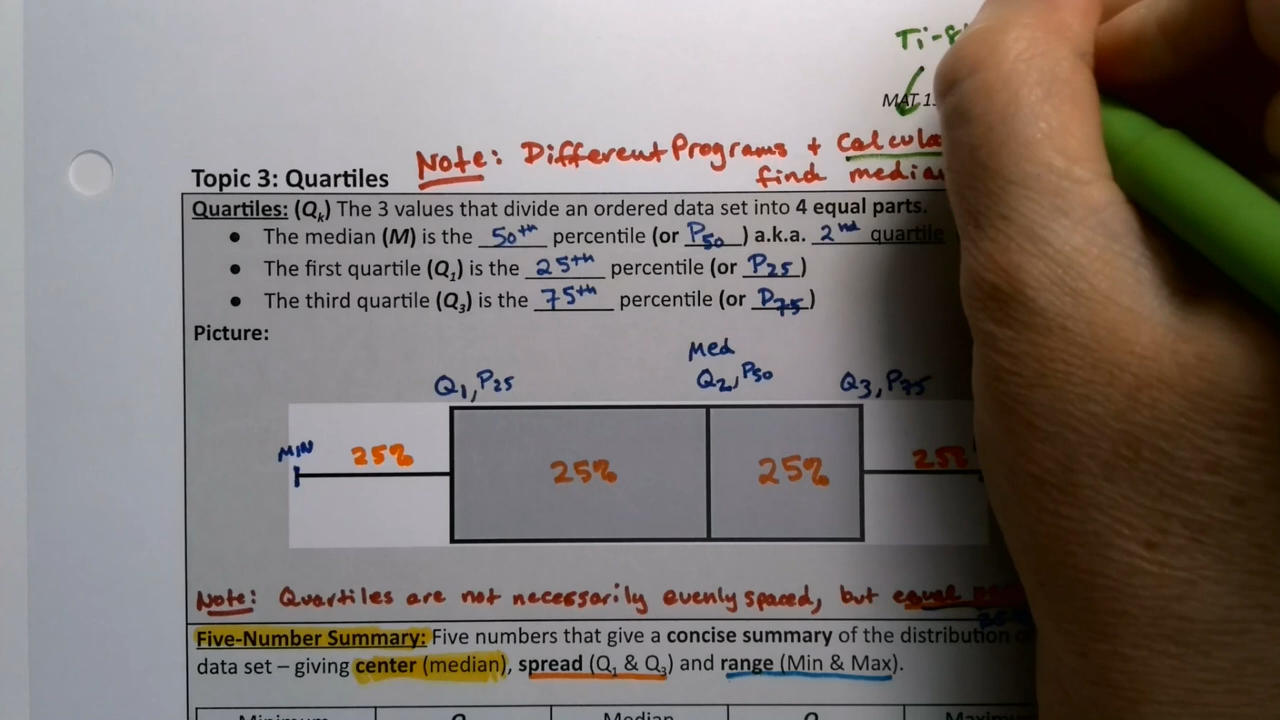 Ti-8
MAT 1
Note: Different Programs + Calcula
Topic 3: Quartiles
find media
Quartiles: (Qk) The 3 values that divide an ordered data set into 4 equal parts.
• The median (M) is the 50th percentile (or P50) a.k.a. 2nd quartile
• The first quartile (Q1) is the 25th percentile (or P25)
• The third quartile (Q3) is the 75th percentile (or P75)
Picture:
Med
Q1, P25 Q2, P50 Q3, P75
MIN 25% 25% 25% 25%
Note: Quartiles are not necessarily evenly spaced, but equal
Five-Number Summary: Five numbers that give a concise summary of the distribution
data set – giving center (median), spread (Q1 & Q3) and range (Min & Max).
Minimum Q Median Q Maxim